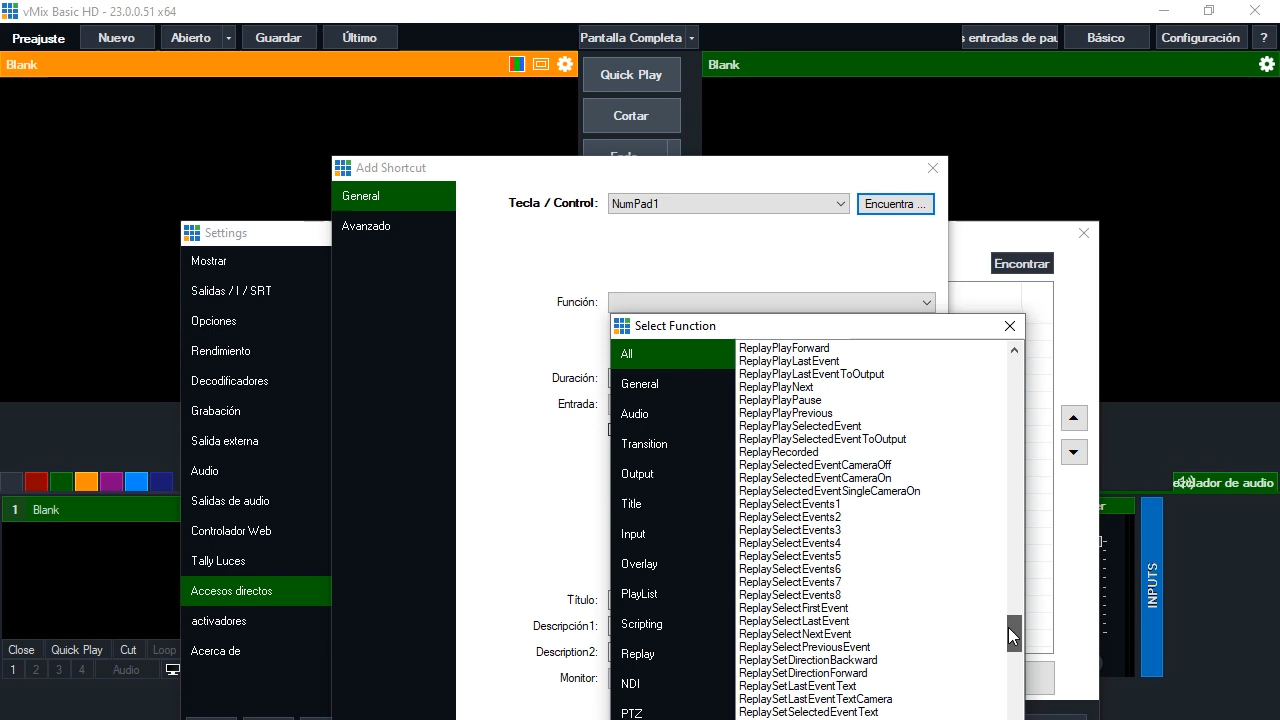 vMix Basic HD - 23.0.0.51 x64
Preajuste
Nuevo
Abierto
Guardar
Último
Pantalla Completa
entradas de pau
Básico
Configuración
?
Blank
Quick Play
Cortar
Blank
Add Shortcut
General
Avanzado
Tecla / Control:
NumPad1
Encuentra ...
Función:
Duración:
Entrada:
Título:
Descripción1:
Description2:
Monitor:
Settings
Mostrar
Salidas / I / SRT
Opciones
Rendimiento
Decodificadores
Grabación
Salida externa
Audio
Salidas de audio
Controlador Web
Tally Luces
Accesos directos
activadores
Acerca de
Encontrar
Select Function
All
General
Audio
Transition
Output
Title
Input
Overlay
PlayList
Scripting
Replay
NDI
PTZ
ReplayPlayForward
ReplayPlayLastEvent
ReplayPlayLastEventToOutput
ReplayPlayNext
ReplayPlayPause
ReplayPlayPrevious
ReplayPlaySelectedEvent
ReplayPlaySelectedEventToOutput
ReplayRecorded
ReplaySelectedEventCameraOff
ReplaySelectedEventCameraOn
ReplaySelectedEventSingleCameraOn
ReplaySelectEvents1
ReplaySelectEvents2
ReplaySelectEvents3
ReplaySelectEvents4
ReplaySelectEvents5
ReplaySelectEvents6
ReplaySelectEvents7
ReplaySelectEvents8
ReplaySelectFirstEvent
ReplaySelectLastEvent
ReplaySelectNextEvent
ReplaySelectPreviousEvent
ReplaySetDirectionBackward
ReplaySetDirectionForward
ReplaySetLastEventText
ReplaySetLastEventTextCamera
ReplaySetSelectedEventText
1 Blank
Close
Quick Play
Cut
Loop
1
2
3
4
Audio
de audio
INPUTS